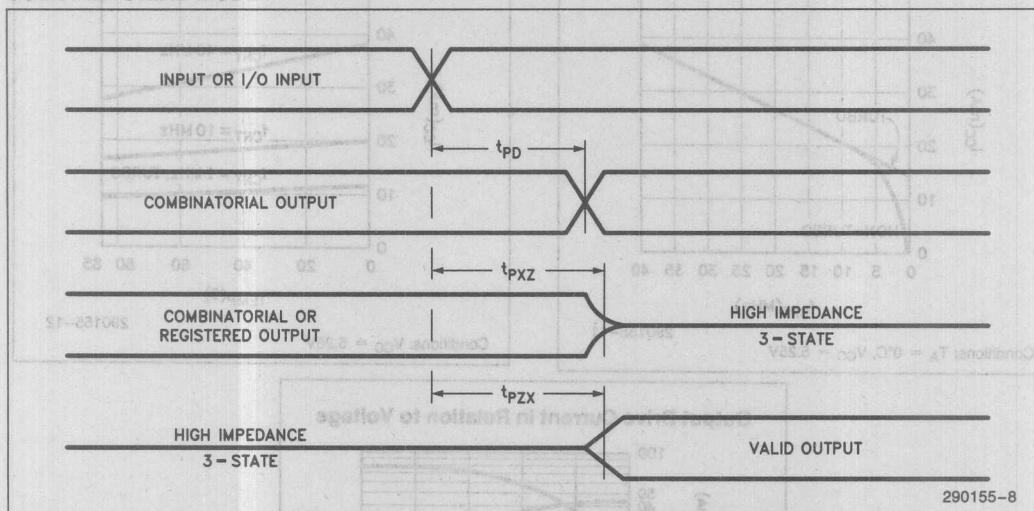 INPUT OR I/O INPUT
tPD
COMBINATORIAL OUTPUT
tPXZ
COMBINATORIAL OR
REGISTERED OUTPUT
HIGH IMPEDANCE
3-STATE
tPZX
HIGH IMPEDANCE
3-STATE
VALID OUTPUT
290155-8